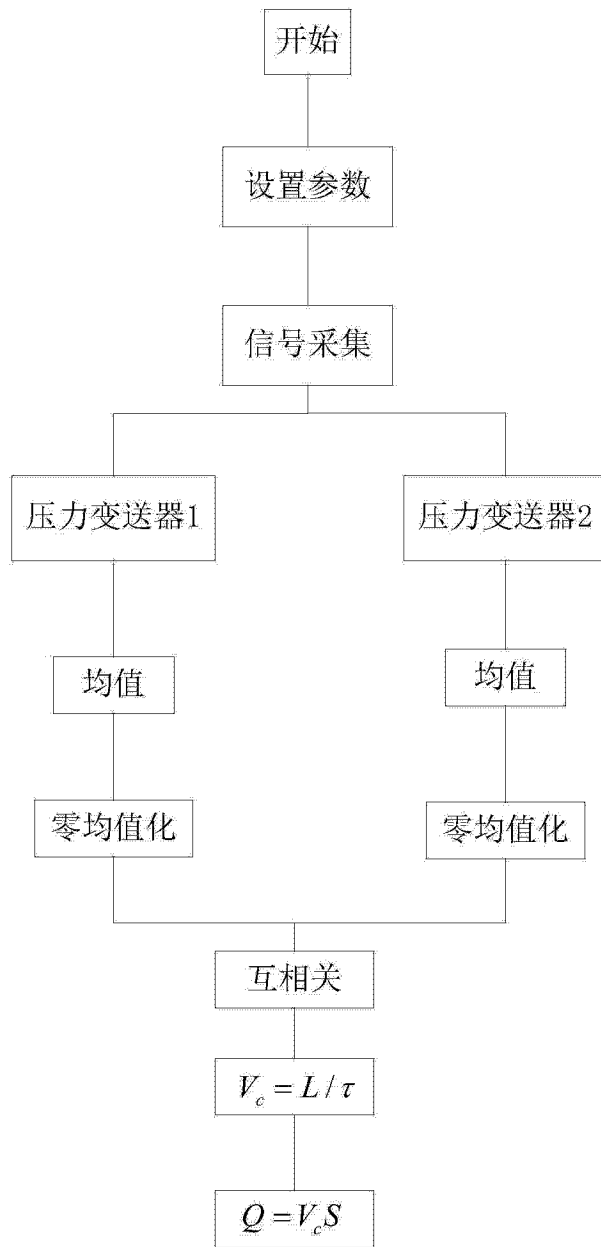 开始
设置参数
信号采集
压力变送器1
压力变送器2
均值
均值
零均值化
零均值化
互相关
V_c = L / τ
Q = V_c S